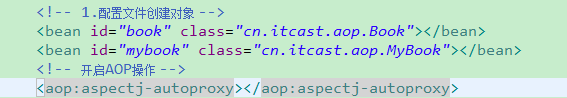 <!-- 1.配置文件创建对象 -->
<bean id="book" class="cn.itcast.aop.Book"></bean>
<bean id="mybook" class="cn.itcast.aop.MyBook"></bean>
<!-- 开启AOP操作 -->
<aop:aspectj-autoproxy></aop:aspectj-autoproxy>